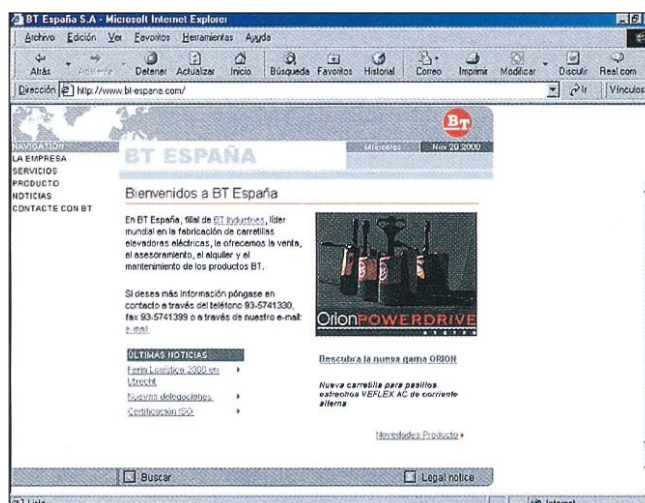 BT España S.A - Microsoft Internet Explorer
Archivo Edición Ver Favoritos Herramientas Ayuda
Atrás Adelante Detener Actualizar Inicio Búsqueda Favoritos Historial Correo Imprimir Modificar Discutir Real.com
Dirección http://www.bt-espana.com/ Ir Vínculos
BT
NAVIGATION
BT ESPAÑA
Miércoles Nov 29 2000
LA EMPRESA
SERVICIOS
PRODUCTO
NOTICIAS
CONTACTE CON BT
Bienvenidos a BT España
En BT España, filial de BT Industries, líder
mundial en la fabricación de carretillas
elevadoras eléctricas, le ofrecemos la venta,
el asesoramiento, el alquiler y el
mantenimiento de los productos BT.
Si desea más información póngase en
contacto a través del teléfono 93-5741330,
fax 93-5741399 o a través de nuestro e-mail:
e-mail
Orion POWERDRIVE
SYSTEM
ÚLTIMAS NOTICIAS
Feria Logistica 2000 en
Utrecht
Nuevas delegaciones.
Certificación ISO.
Descubra la nueva gama ORION
Nueva carretilla para pasillos
estrechos VEFLEX AC de corriente
alterna
Novedades Producto
Buscar
Legal notice
Listo
Internet